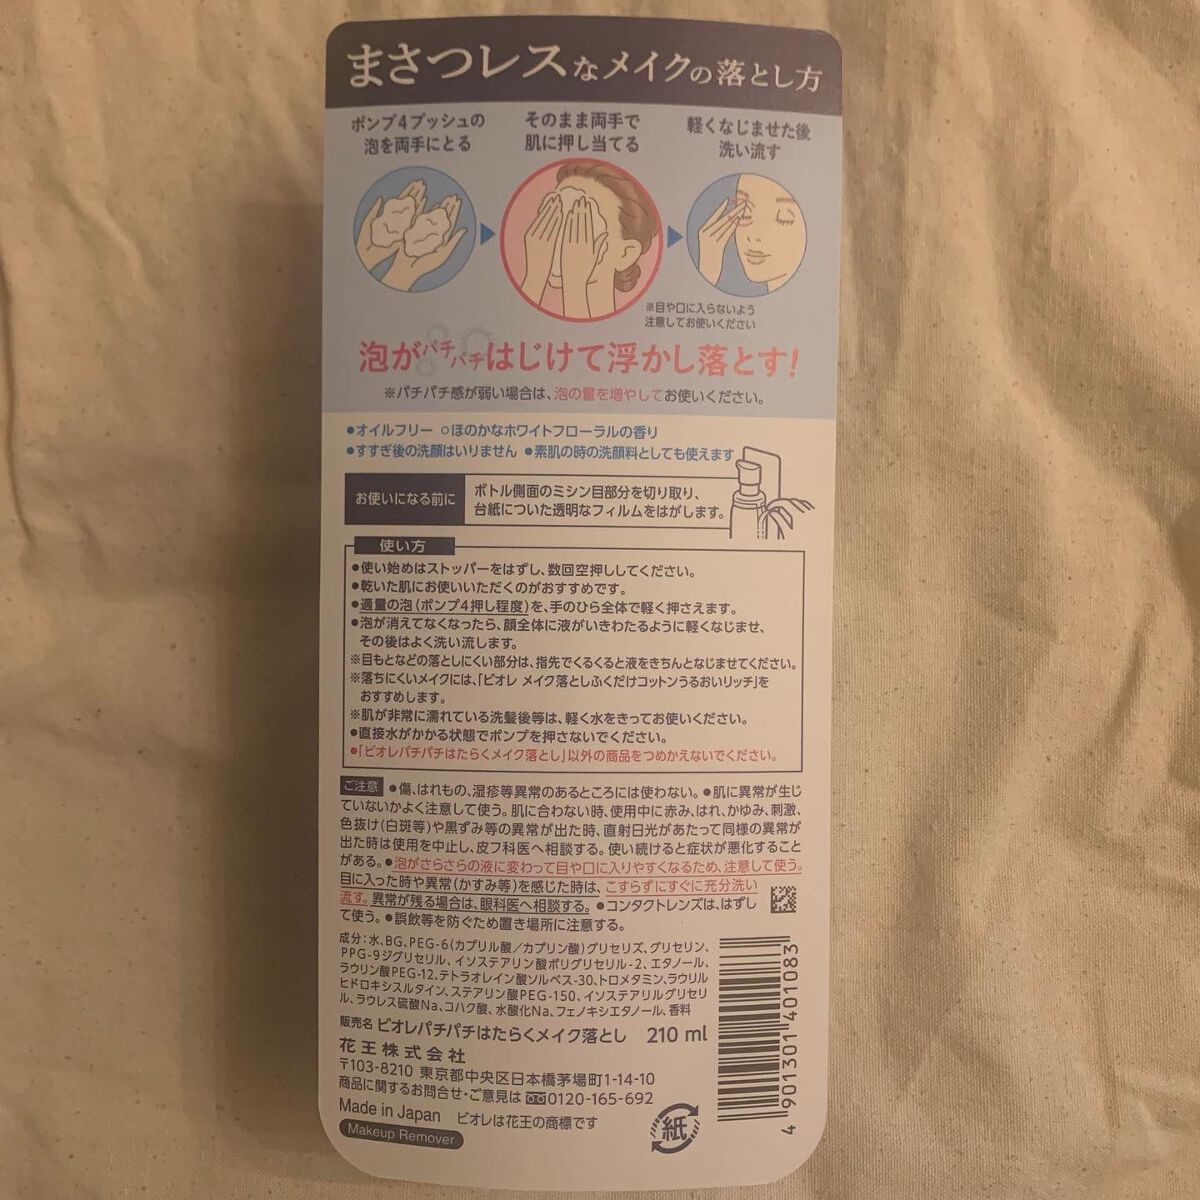 まさつレスなメイクの落とし方
ポンプ4プッシュの
泡を両手にとる
そのまま両手で
肌に押し当てる
軽くなじませた後
洗い流す
※目や口に入らないよう
注意してお使いください
泡がパチパチはじけて浮かし落とす!
※パチパチ感が弱い場合は、泡の量を増やしてお使いください。
●オイルフリー ○ほのかなホワイトフローラルの香り
●すすぎ後の洗顔はいりません ●素肌の時の洗顔料としても使えます
お使いになる前に
ボトル側面のミシン目部分を切り取り、
台紙についた透明なフィルムをはがします。
使い方
●使い始めはストッパーをはずし、数回空押ししてください。
●乾いた肌にお使いいただくのがおすすめです。
●適量の泡(ポンプ4押し程度)を、手のひら全体で軽く押さえます。
●泡が消えてなくなったら、顔全体に液がいきわたるように軽くなじませ、
その後はよく洗い流します。
※目もとなどの落としにくい部分は、指先でくるくると液をきちんとなじませてください。
※落ちにくいメイクには、「ビオレ メイク落としふくだけコットンうるおいリッチ」を
おすすめします。
※肌が非常に濡れている洗髪後等は、軽く水をきってお使いください。
●直接水がかかる状態でポンプを押さないでください。
●「ビオレパチパチはたらくメイク落とし」以外の商品をつめかえないでください。
ご注意 ●傷、はれもの、湿疹等異常のあるところには使わない。●肌に異常が生じ
ていないかよく注意して使う。肌に合わない時、使用中に赤み、はれ、かゆみ、刺激、
色抜け(白斑等)や黒ずみ等の異常が出た時、直射日光があたって同様の異常が
出た時は使用を中止し、皮フ科医へ相談する。使い続けると症状が悪化すること
がある。●泡がさらさらの液に変わって目や口に入りやすくなるため、注意して使う。
目に入った時や異常(かすみ等)を感じた時は、こすらずにすぐに充分洗い
流す。異常が残る場合は、眼科医へ相談する。●コンタクトレンズは、はずし
て使う。●誤飲等を防ぐため置き場所に注意する。
成分:水、BG、PEG-6(カプリル酸/カプリン酸)グリセリズ、グリセリン、
PPG-9ジグリセリル、イソステアリン酸ポリグリセリル-2、エタノール、
ラウリン酸PEG-12、テトラオレイン酸ソルベス-30、トロメタミン、ラウリル
ヒドロキシスルタイン、ステアリン酸PEG-150、イソステアリルグリセリ
ル、ラウレス硫酸Na、コハク酸、水酸化Na、フェノキシエタノール、香料
販売名 ビオレパチパチはたらくメイク落とし 210 ml
花王株式会社
〒103-8210 東京都中央区日本橋茅場町1-14-10
商品に関するお問合せ・ご意見は 0120-165-692
Made in Japan ビオレは花王の商標です
Makeup Remover
紙
4 901301 401083